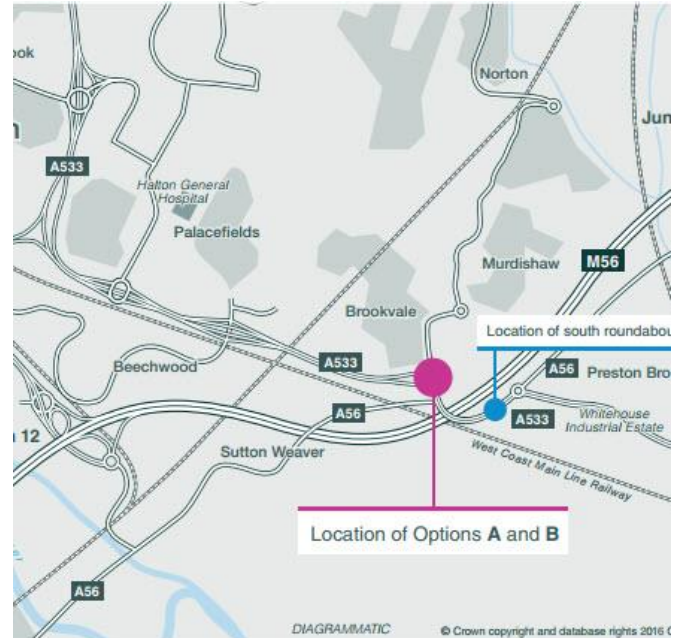 ook
Norton
n
Jun
A533
Halton General
Hospital
Palacefields
Murdishaw
M56
Brookvale
Location of south roundabou
A533
A56
Preston Bro
Beechwood
A56
A533
Whitehouse
Industrial Estate
n 12
Sutton Weaver
West Coast Main Line Railway
Location of Options A and B
A56
DIAGRAMMATIC
© Crown copyright and database rights 2016 O